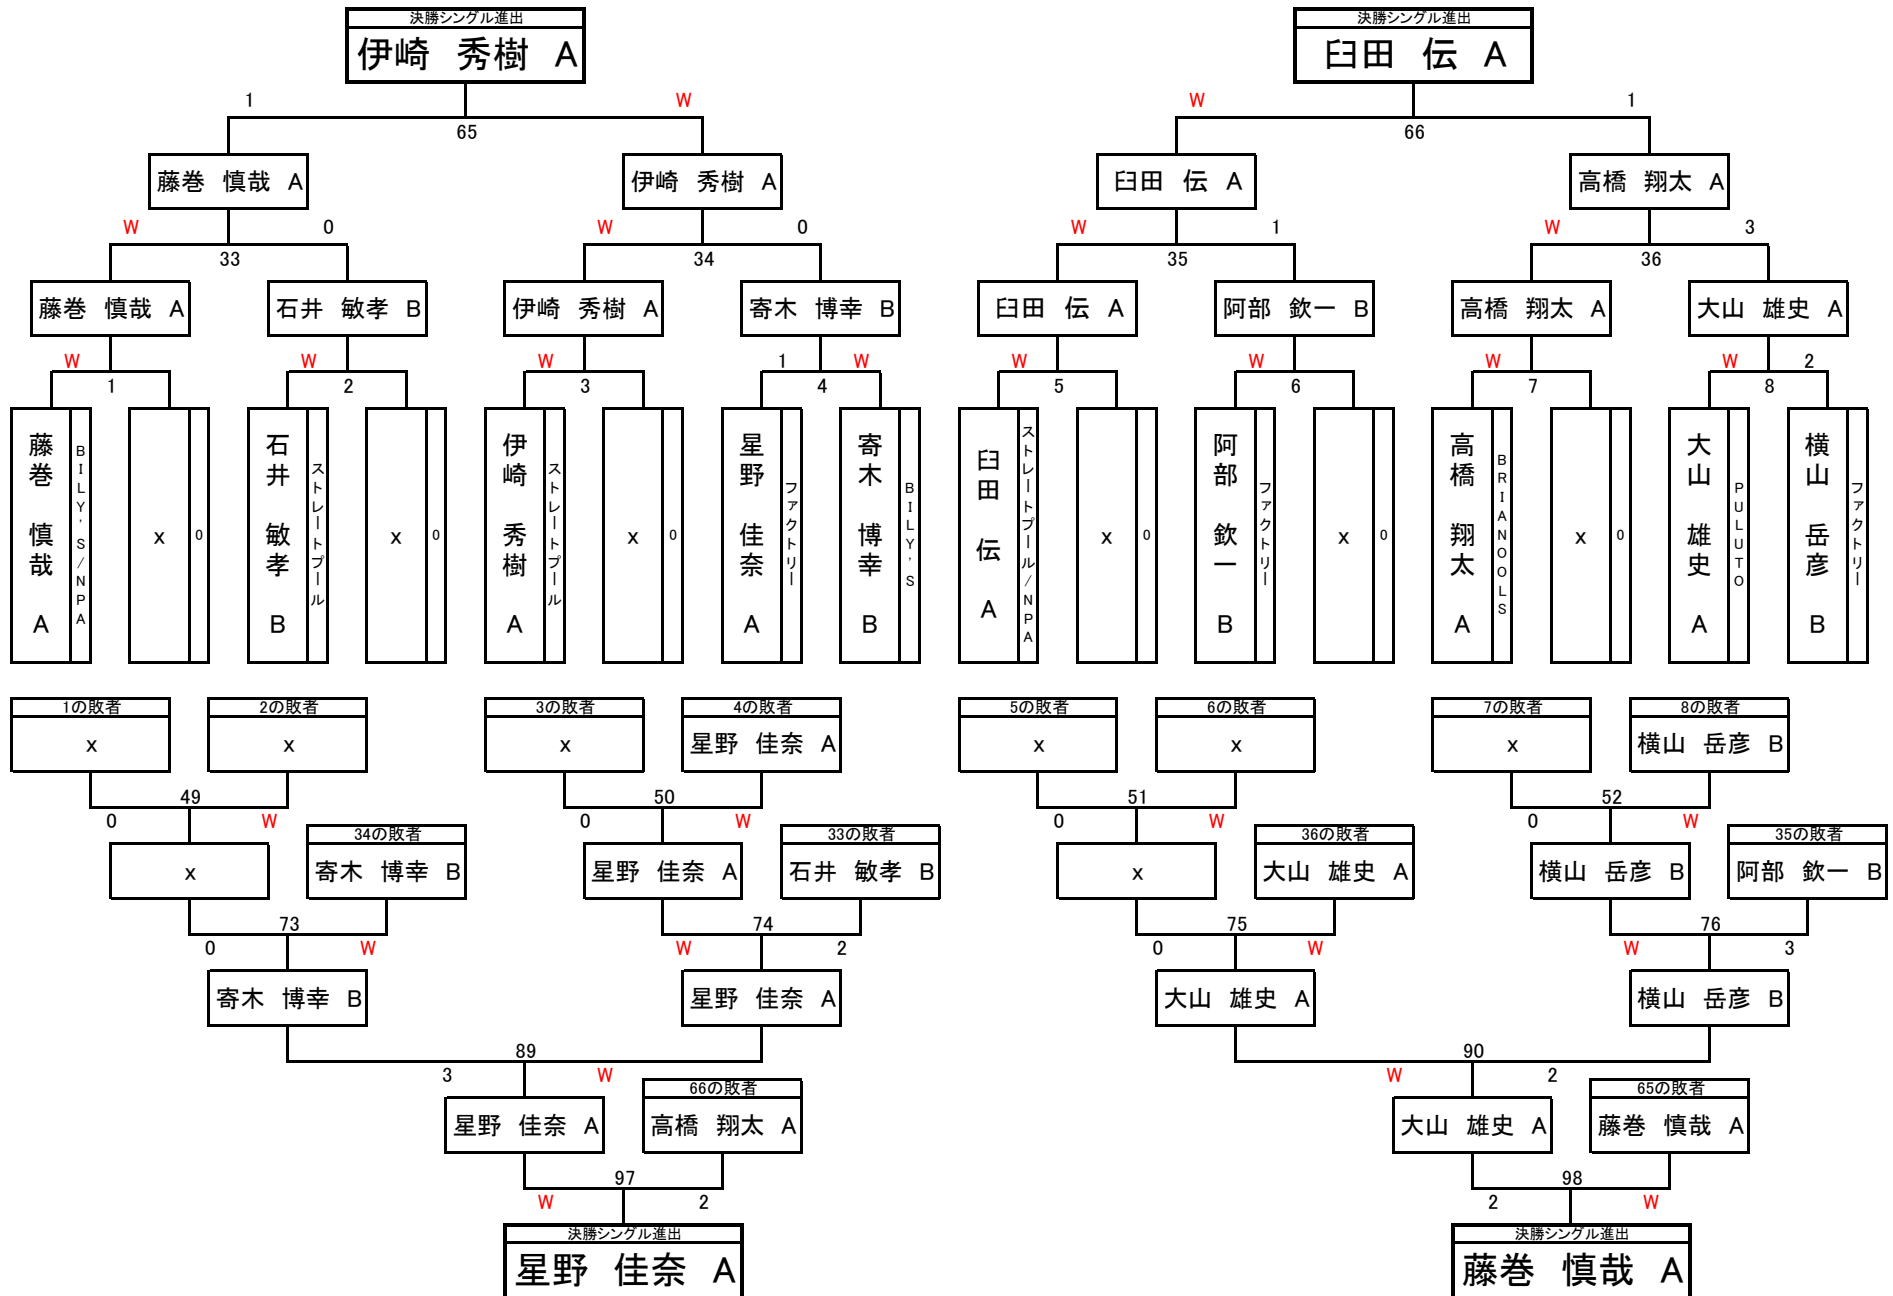 決勝シングル進出 決勝シングル進出
伊崎 秀樹 A 臼田 伝 A
1 W W 1
65 66
藤巻 慎哉 A 伊崎 秀樹 A 臼田 伝 A 高橋 翔太 A
W 0 W 0 W 1 W 3
33 34 35 36
藤巻 慎哉 A 石井 敏孝 B 伊崎 秀樹 A 寄木 博幸 B 臼田 伝 A 阿部 欽一 B 高橋 翔太 A 大山 雄史 A
W W W 1 W W W W W 2
1 2 3 4 5 6 7 8
藤巻 慎哉 A
BILY'S/NPA
x
0
石井 敏孝 B
ストレートプール
x
0
伊崎 秀樹 A
ストレートプール
x
0
星野 佳奈 A
ファクトリー
寄木 博幸 B
BILY'S
臼田 伝 A
ストレートプール/NPA
x
0
阿部 欽一 B
ファクトリー
x
0
高橋 翔太 A
BRIANOOLS
x
0
大山 雄史 A
PULUTO
横山 岳彦 B
ファクトリー
1の敗者 2の敗者 3の敗者 4の敗者 5の敗者 6の敗者 7の敗者 8の敗者
x x x 星野 佳奈 A x x x 横山 岳彦 B
49 50 51 52
0 W 0 W 0 W 0 W
34の敗者 33の敗者 36の敗者 35の敗者
x 寄木 博幸 B 星野 佳奈 A 石井 敏孝 B x 大山 雄史 A 横山 岳彦 B 阿部 欽一 B
73 74 75 76
0 W W 2 0 W W 3
寄木 博幸 B 星野 佳奈 A 大山 雄史 A 横山 岳彦 B
89 90
3 W W 2
66の敗者 65の敗者
星野 佳奈 A 高橋 翔太 A 大山 雄史 A 藤巻 慎哉 A
97 98
W 2 2 W
決勝シングル進出 決勝シングル進出
星野 佳奈 A 藤巻 慎哉 A